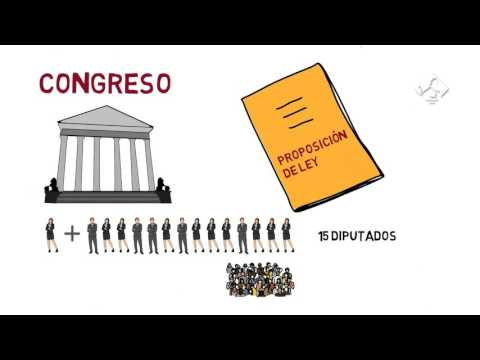 CONGRESO
PROPOSICIÓN
DE LEY
15 DIPUTADOS